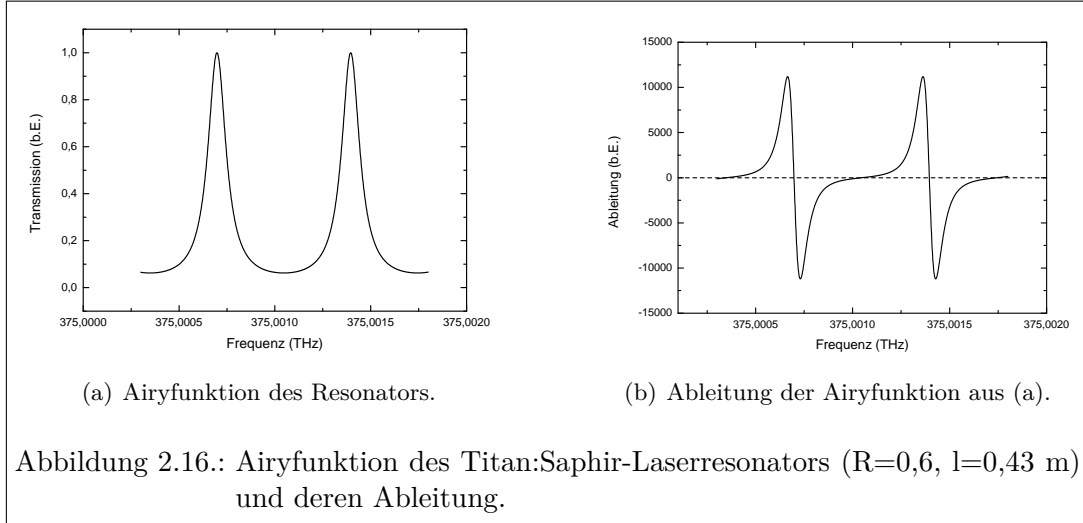 1,0
0,8
0,6
0,4
0,2
0,0
Transmission (b.E.)
375,0000 375,0005 375,0010 375,0015 375,0020
Frequenz (THz)
15000
10000
5000
0
-5000
-10000
-15000
Ableitung (b.E.)
375,0005 375,0010 375,0015 375,0020
Frequenz (THz)
(a) Airyfunktion des Resonators.
(b) Ableitung der Airyfunktion aus (a).
Abbildung 2.16.: Airyfunktion des Titan:Saphir-Laserresonators (R=0,6, l=0,43 m)
und deren Ableitung.